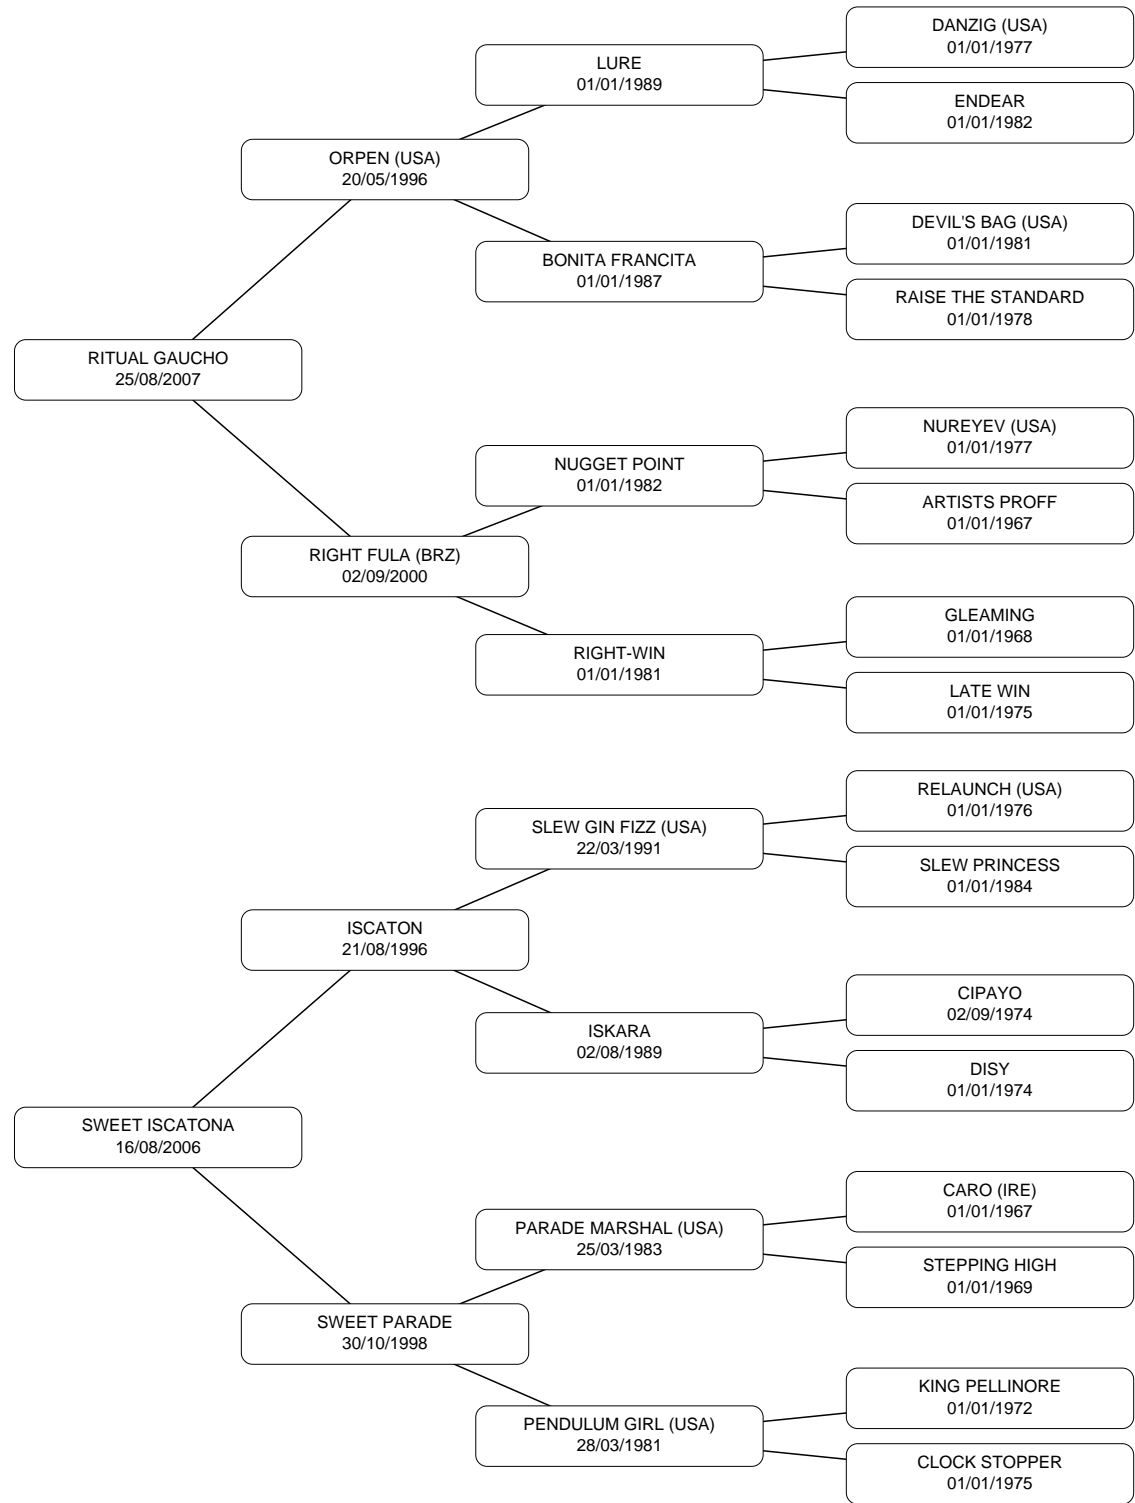 DANZIG (USA)
01/01/1977
LURE
01/01/1989
ENDEAR
01/01/1982
ORPEN (USA)
20/05/1996
DEVIL'S BAG (USA)
01/01/1981
BONITA FRANCITA
01/01/1987
RAISE THE STANDARD
01/01/1978
RITUAL GAUCHO
25/08/2007
NUREYEV (USA)
01/01/1977
NUGGET POINT
01/01/1982
ARTISTS PROFF
01/01/1967
RIGHT FULA (BRZ)
02/09/2000
GLEAMING
01/01/1968
RIGHT-WIN
01/01/1981
LATE WIN
01/01/1975
RELAUNCH (USA)
01/01/1976
SLEW GIN FIZZ (USA)
22/03/1991
SLEW PRINCESS
01/01/1984
ISCATON
21/08/1996
CIPAYO
02/09/1974
ISKARA
02/08/1989
DISY
01/01/1974
SWEET ISCATONA
16/08/2006
CARO (IRE)
01/01/1967
PARADE MARSHAL (USA)
25/03/1983
STEPPING HIGH
01/01/1969
SWEET PARADE
30/10/1998
KING PELLINORE
01/01/1972
PENDULUM GIRL (USA)
28/03/1981
CLOCK STOPPER
01/01/1975